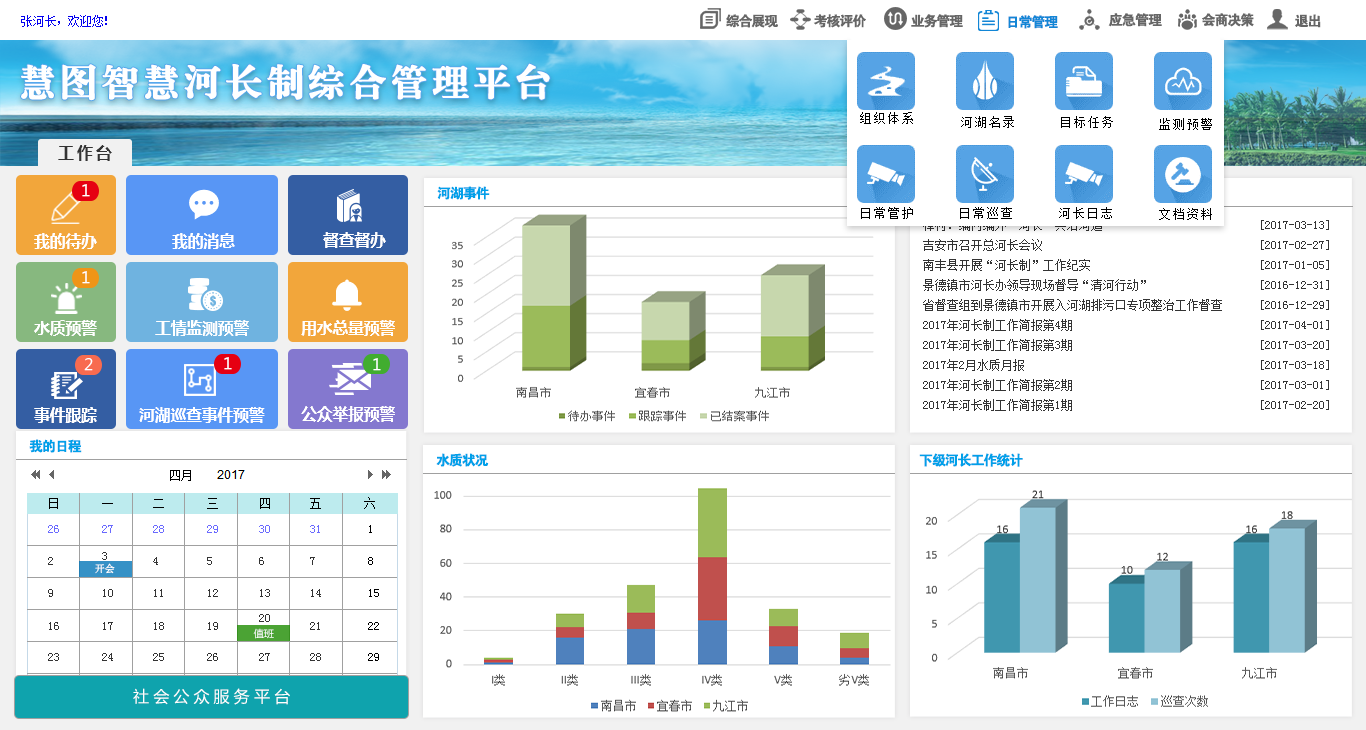 张河长，欢迎您!
综合展现 考核评价 业务管理 日常管理 应急管理 会商决策 退出
慧图智慧河长制综合管理平台
组织体系 河湖名录 目标任务 监测预警
日常管护 日常巡查 河长日志 文档资料
工作台
1
我的待办 我的消息 督查督办
1
水质预警 工情监测预警 用水总量预警
2 1 1
事件跟踪 河湖巡查事件预警 公众举报预警
我的日程
四月 2017
日 一 二 三 四 五 六
26 27 28 29 30 31 1
2 3 4 5 6 7 8
开会
9 10 11 12 13 14 15
16 17 18 19 20 21 22
值班
23 24 25 26 27 28 29
社会公众服务平台
河湖事件
35
30
25
20
15
10
5
0
南昌市 宜春市 九江市
待办事件 跟踪事件 已结案事件
[2017-03-13]
吉安市召开总河长会议 [2017-02-27]
南丰县开展“河长制”工作纪实 [2017-01-05]
景德镇市河长办领导现场督导“清河行动” [2016-12-31]
省督查组到景德镇市开展入河湖排污口专项整治工作督查 [2016-12-29]
2017年河长制工作简报第4期 [2017-04-01]
2017年河长制工作简报第3期 [2017-03-20]
2017年2月水质月报 [2017-03-18]
2017年河长制工作简报第2期 [2017-03-01]
2017年河长制工作简报第1期 [2017-02-20]
水质状况
100
80
60
40
20
0
I类 II类 III类 IV类 V类 劣V类
南昌市 宜春市 九江市
下级河长工作统计
20
15
10
5
0
16 21 10 12 16 18
南昌市 宜春市 九江市
工作日志 巡查次数